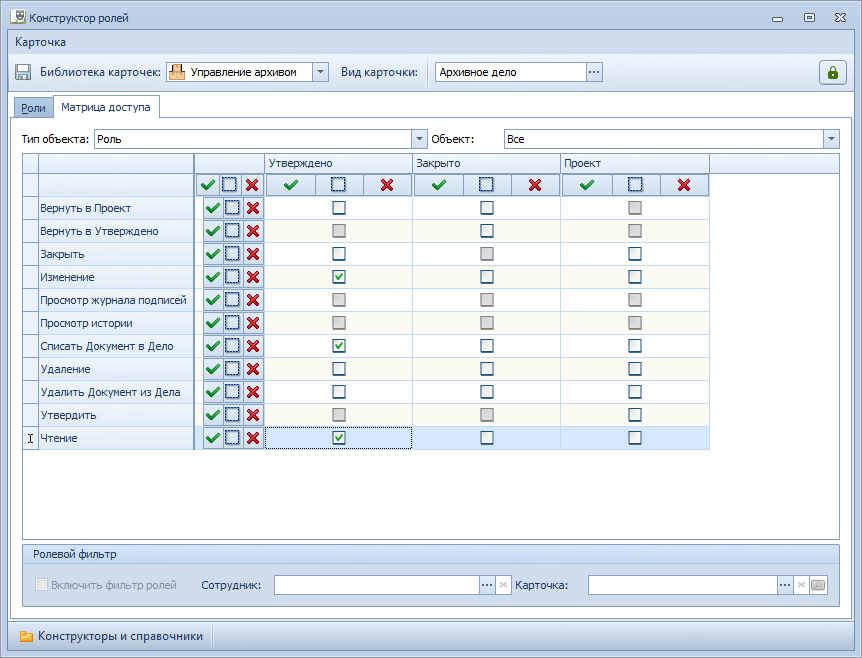 Конструктор ролей
Карточка
Библиотека карточек: Управление архивом Вид карточки: Архивное дело ...
Роли Матрица доступа
Тип объекта: Роль Объект: Все
Утверждено Закрыто Проект
Вернуть в Проект
Вернуть в Утверждено
Закрыть
Изменение
Просмотр журнала подписей
Просмотр истории
Списать Документ в Дело
Удаление
Удалить Документ из Дела
Утвердить
Чтение
Ролевой фильтр
Включить фильтр ролей Сотрудник: ... Карточка: ...
Конструкторы и справочники